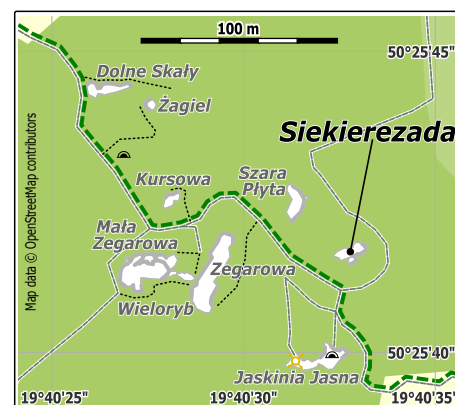 100 m
50°25'45"
Dolne Skały
Żagiel
Siekierezada
Kursowa
Szara
Płyta
Mała
Zegarowa
Zegarowa
Wieloryb
50°25'40"
Jaskinia Jasna
19°40'25"
19°40'30"
19°40'35"
Map data © OpenStreetMap contributors